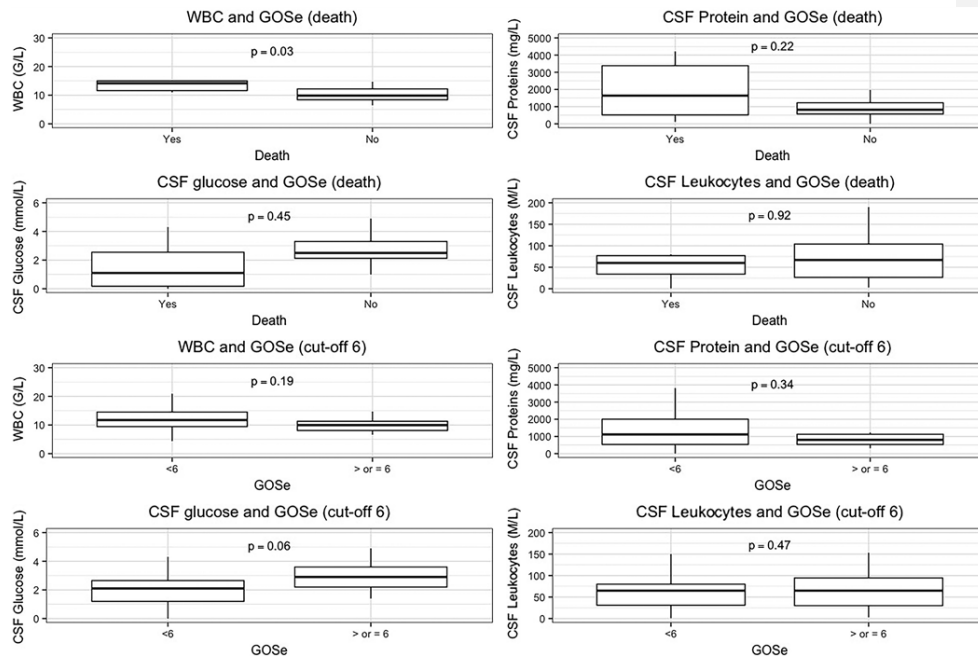 WBC and GOSe (death)
WBC (G/L)
30
20
10
0
p = 0.03
Yes
No
Death
CSF Protein and GOSe (death)
CSF Proteins (mg/L)
5000
4000
3000
2000
1000
0
p = 0.22
Yes
No
Death
CSF glucose and GOSe (death)
CSF Glucose (mmol/L)
6
4
2
0
p = 0.45
Yes
No
Death
CSF Leukocytes and GOSe (death)
CSF Leukocytes (M/L)
200
150
100
50
0
p = 0.92
Yes
No
Death
WBC and GOSe (cut-off 6)
WBC (G/L)
30
20
10
0
p = 0.19
<6
> or = 6
GOSe
CSF Protein and GOSe (cut-off 6)
CSF Proteins (mg/L)
5000
4000
3000
2000
1000
0
p = 0.34
<6
> or = 6
GOSe
CSF glucose and GOSe (cut-off 6)
CSF Glucose (mmol/L)
6
4
2
0
p = 0.06
<6
> or = 6
GOSe
CSF Leukocytes and GOSe (cut-off 6)
CSF Leukocytes (M/L)
200
150
100
50
0
p = 0.47
<6
> or = 6
GOSe